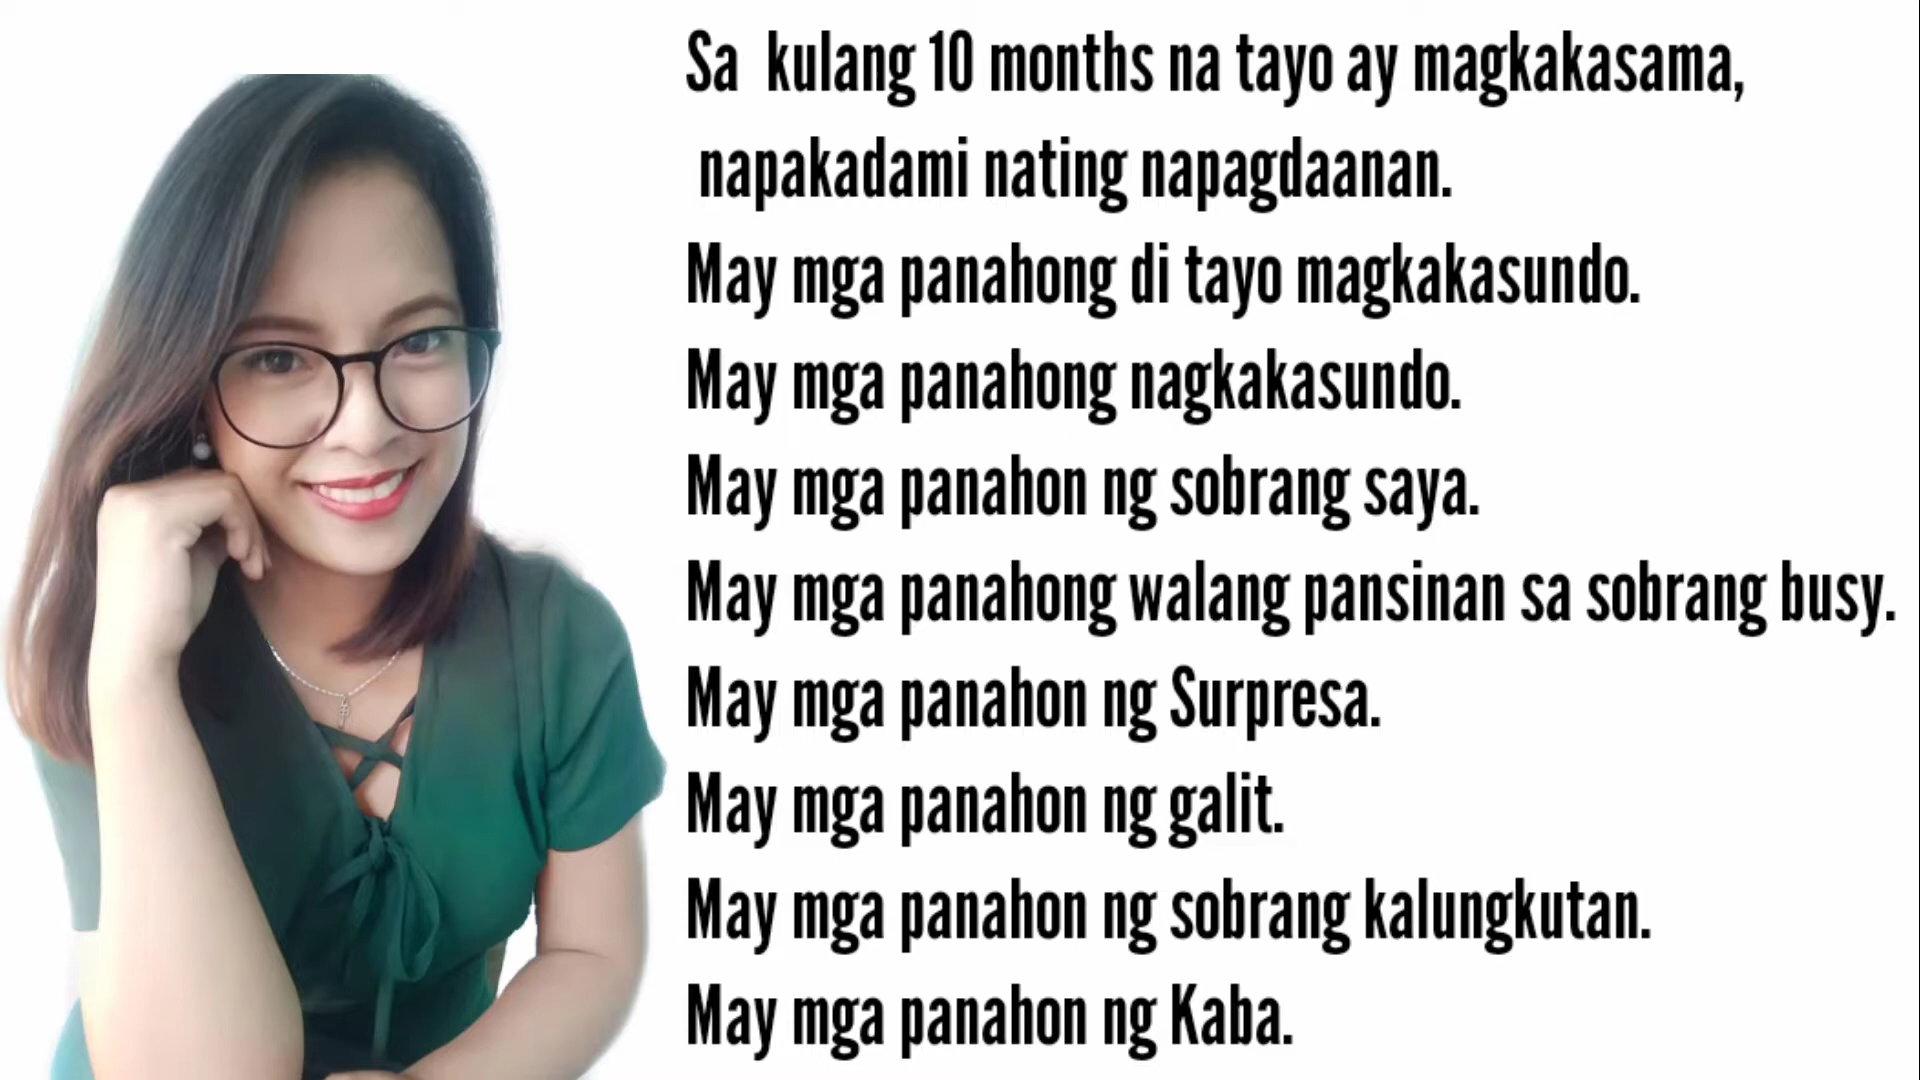 Sa kulang 10 months na tayo ay magkakasama,
napakadami nating napagdaanan.
May mga panahong di tayo magkakasundo.
May mga panahong nagkakasundo.
May mga panahon ng sobrang saya.
May mga panahong walang pansinan sa sobrang busy.
May mga panahon ng Surpresa.
May mga panahon ng galit.
May mga panahon ng sobrang kalungkutan.
May mga panahon ng Kaba.